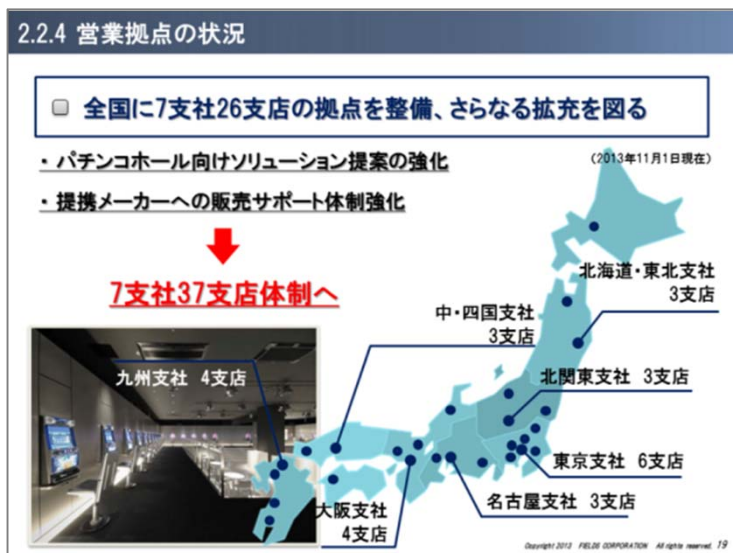 2.2.4 営業拠点の状況
全国に7支社26支店の拠点を整備、さらなる拡充を図る
・ パチンコホール向けソリューション提案の強化
（2013年11月1日現在）
・ 提携メーカーへの販売サポート体制強化
7支社37支店体制へ
北海道・東北支社
3支店
中・四国支社
3支店
九州支社 4支店
北関東支社 3支店
東京支社 6支店
名古屋支社 3支店
大阪支社
4支店
Copyright 2013 FIELDS CORPORATION All rights reserved. 19